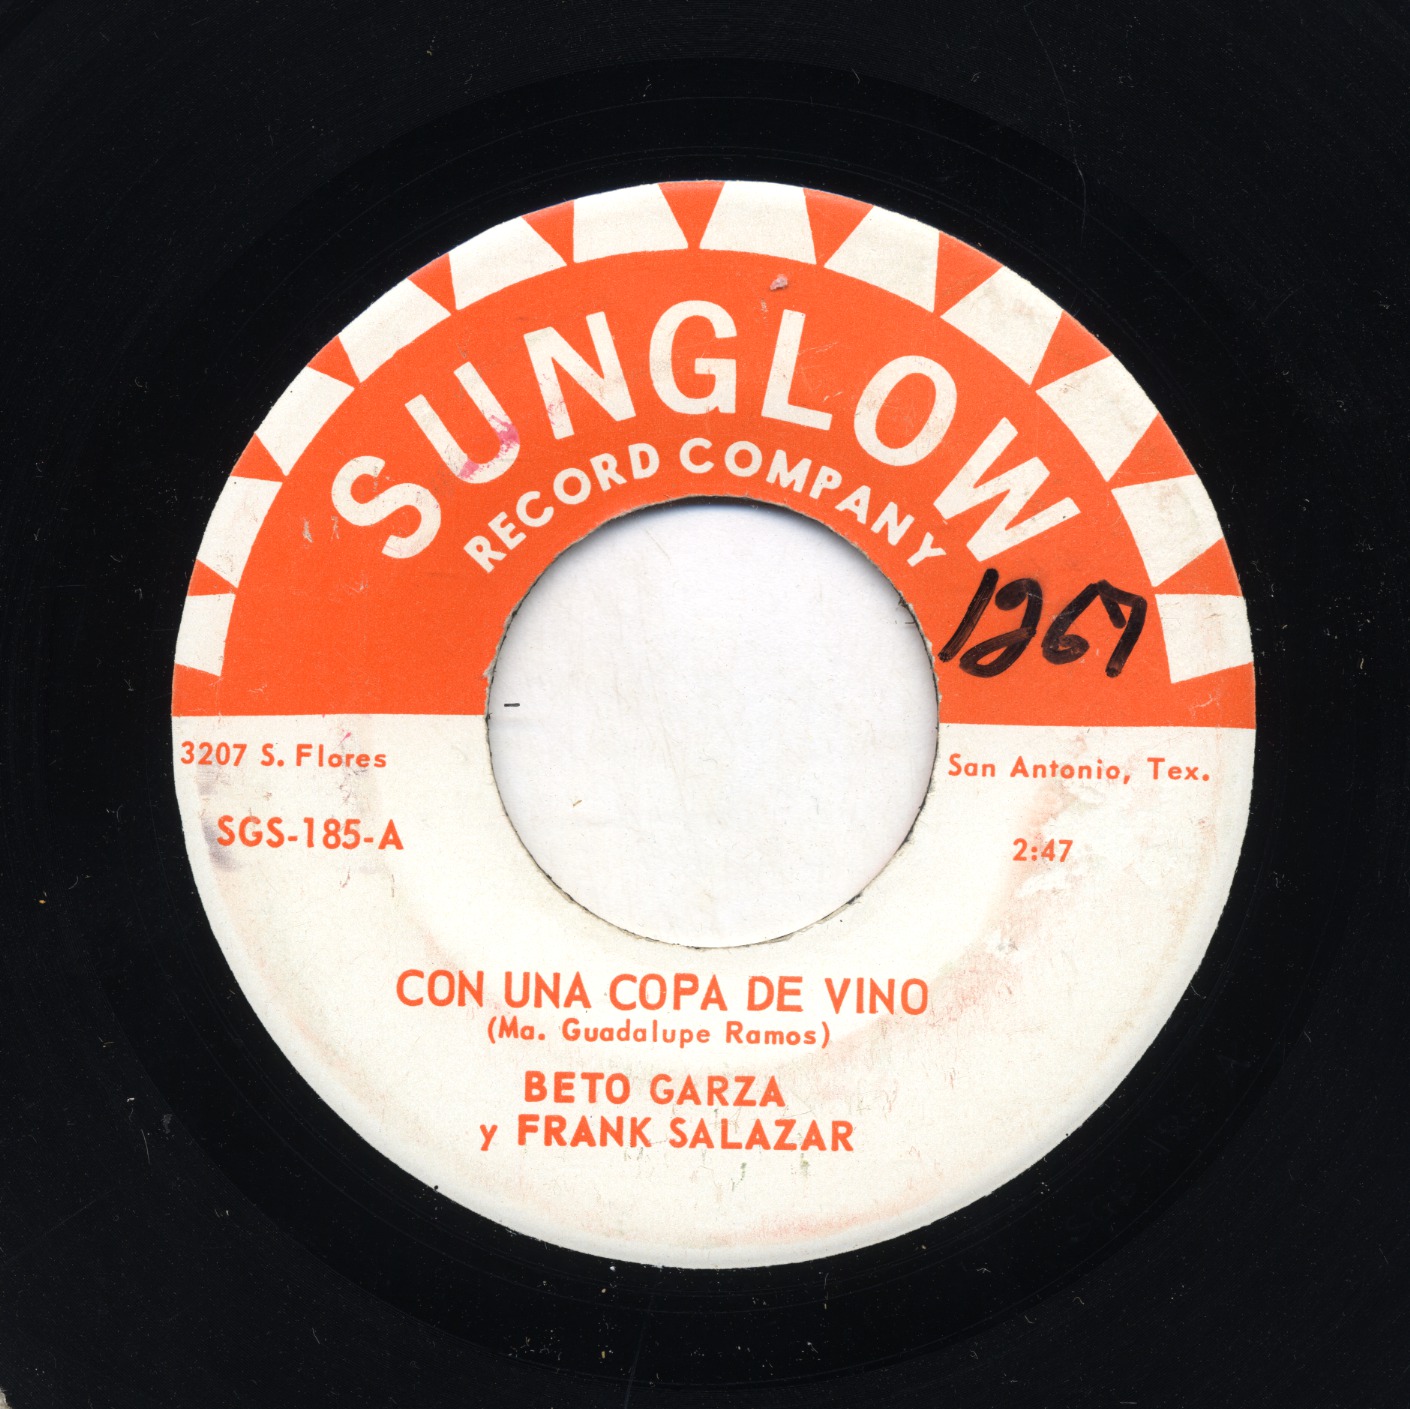 SUNGLOW
RECORD COMPANY
1267
3207 S. Flores
San Antonio, Tex.
SGS-185-A
2:47
CON UNA COPA DE VINO
(Ma. Guadalupe Ramos)
BETO GARZA
y FRANK SALAZAR